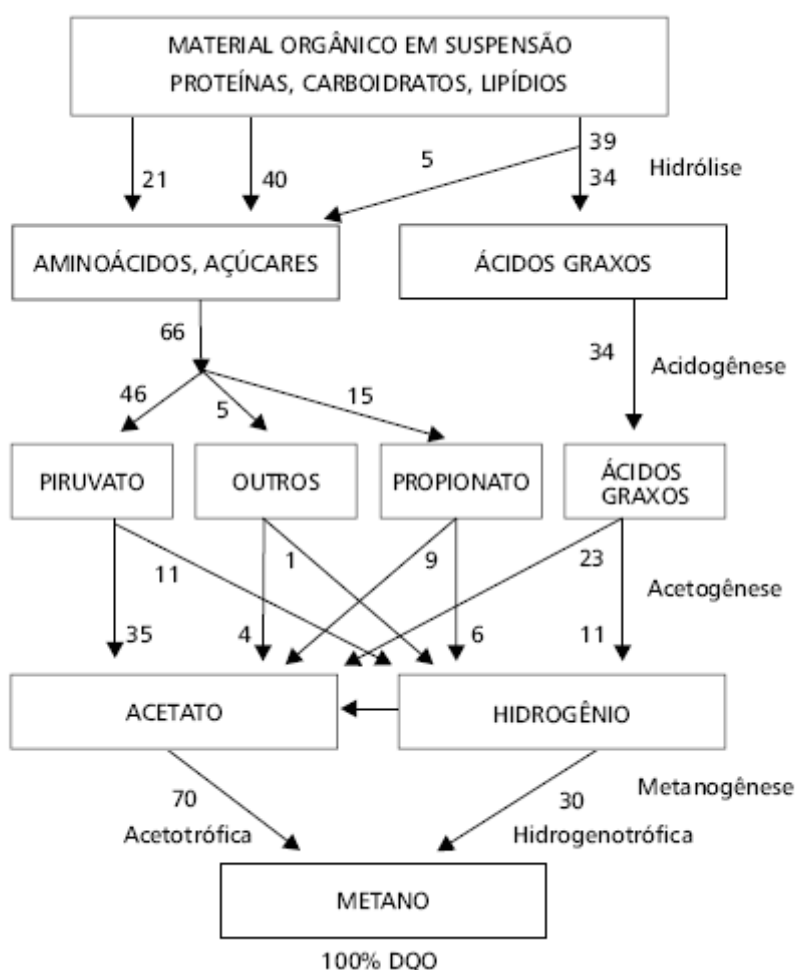 MATERIAL ORGÂNICO EM SUSPENSÃO
PROTEÍNAS, CARBOIDRATOS, LIPÍDIOS
39
5
21
40
34
Hidrólise
AMINOÁCIDOS, AÇÚCARES
ÁCIDOS GRAXOS
66
34
Acidogênese
46
5
15
PIRUVATO
OUTROS
PROPIONATO
ÁCIDOS
GRAXOS
11
1
9
23
Acetogênese
35
4
6
11
ACETATO
HIDROGÊNIO
70
30
Metanogênese
Acetotrófica
Hidrogenotrófica
METANO
100% DQO